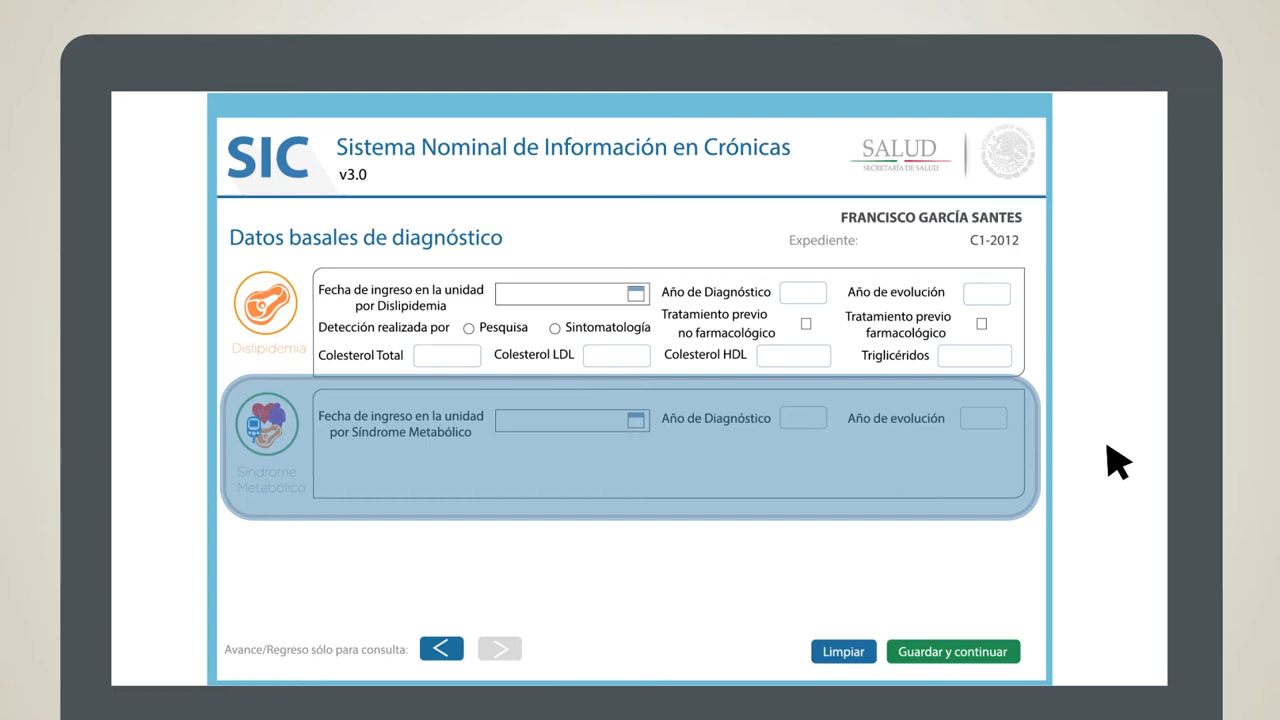 SIC
Sistema Nominal de Información en Crónicas
v3.0
SALUD
SECRETARÍA DE SALUD
FRANCISCO GARCÍA SANTES
Datos basales de diagnóstico
Expediente: C1-2012
Dislipidemia
Fecha de ingreso en la unidad
por Dislipidemia
Año de Diagnóstico
Año de evolución
Detección realizada por
Pesquisa
Sintomatología
Tratamiento previo
no farmacológico
Tratamiento previo
farmacológico
Colesterol Total
Colesterol LDL
Colesterol HDL
Triglicéridos
Síndrome
Metabólico
Fecha de ingreso en la unidad
por Síndrome Metabólico
Año de Diagnóstico
Año de evolución
Avance/Regreso sólo para consulta:
<
>
Limpiar
Guardar y continuar